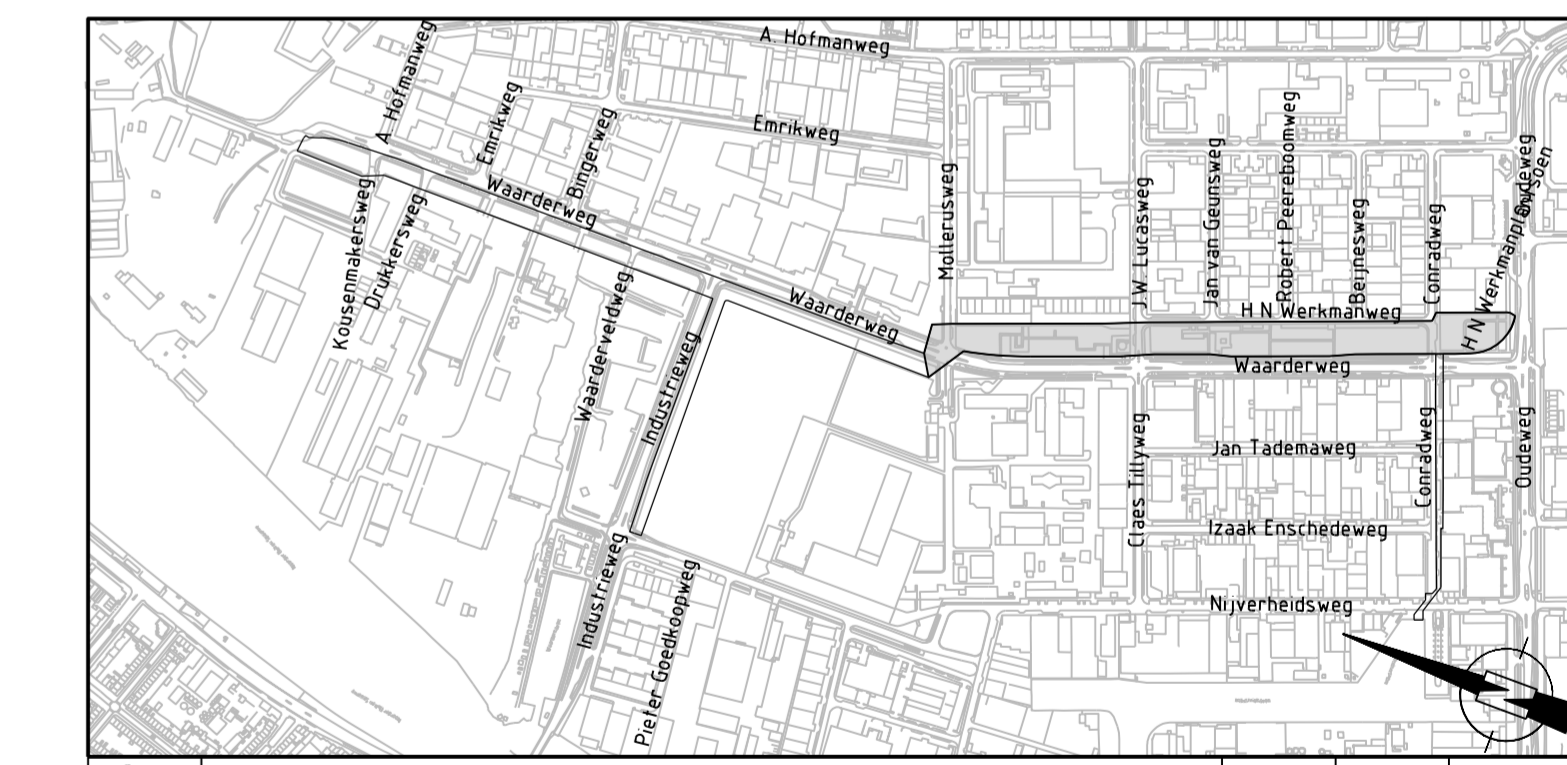 A. Hofmanweg
A Hofmanweg
Emrikweg
Bingerweg
Emrikweg
Waarderweg
Kousenmakersweg
Drukkersweg
Waarderveldweg
Industrieweg
Waarderweg
Mollerusweg
J.W. Lucasweg
Jan van Geunsweg
Robert Peereboomweg
Beijnesweg
Conradweg
Oudeweg
H N Werkmanweg
Waarderweg
Claes Tillyweg
Jan Tademaweg
Conradweg
Oudeweg
Izaak Enschedeweg
Nijverheidsweg
Industrieweg
Pieter Goedkoopweg